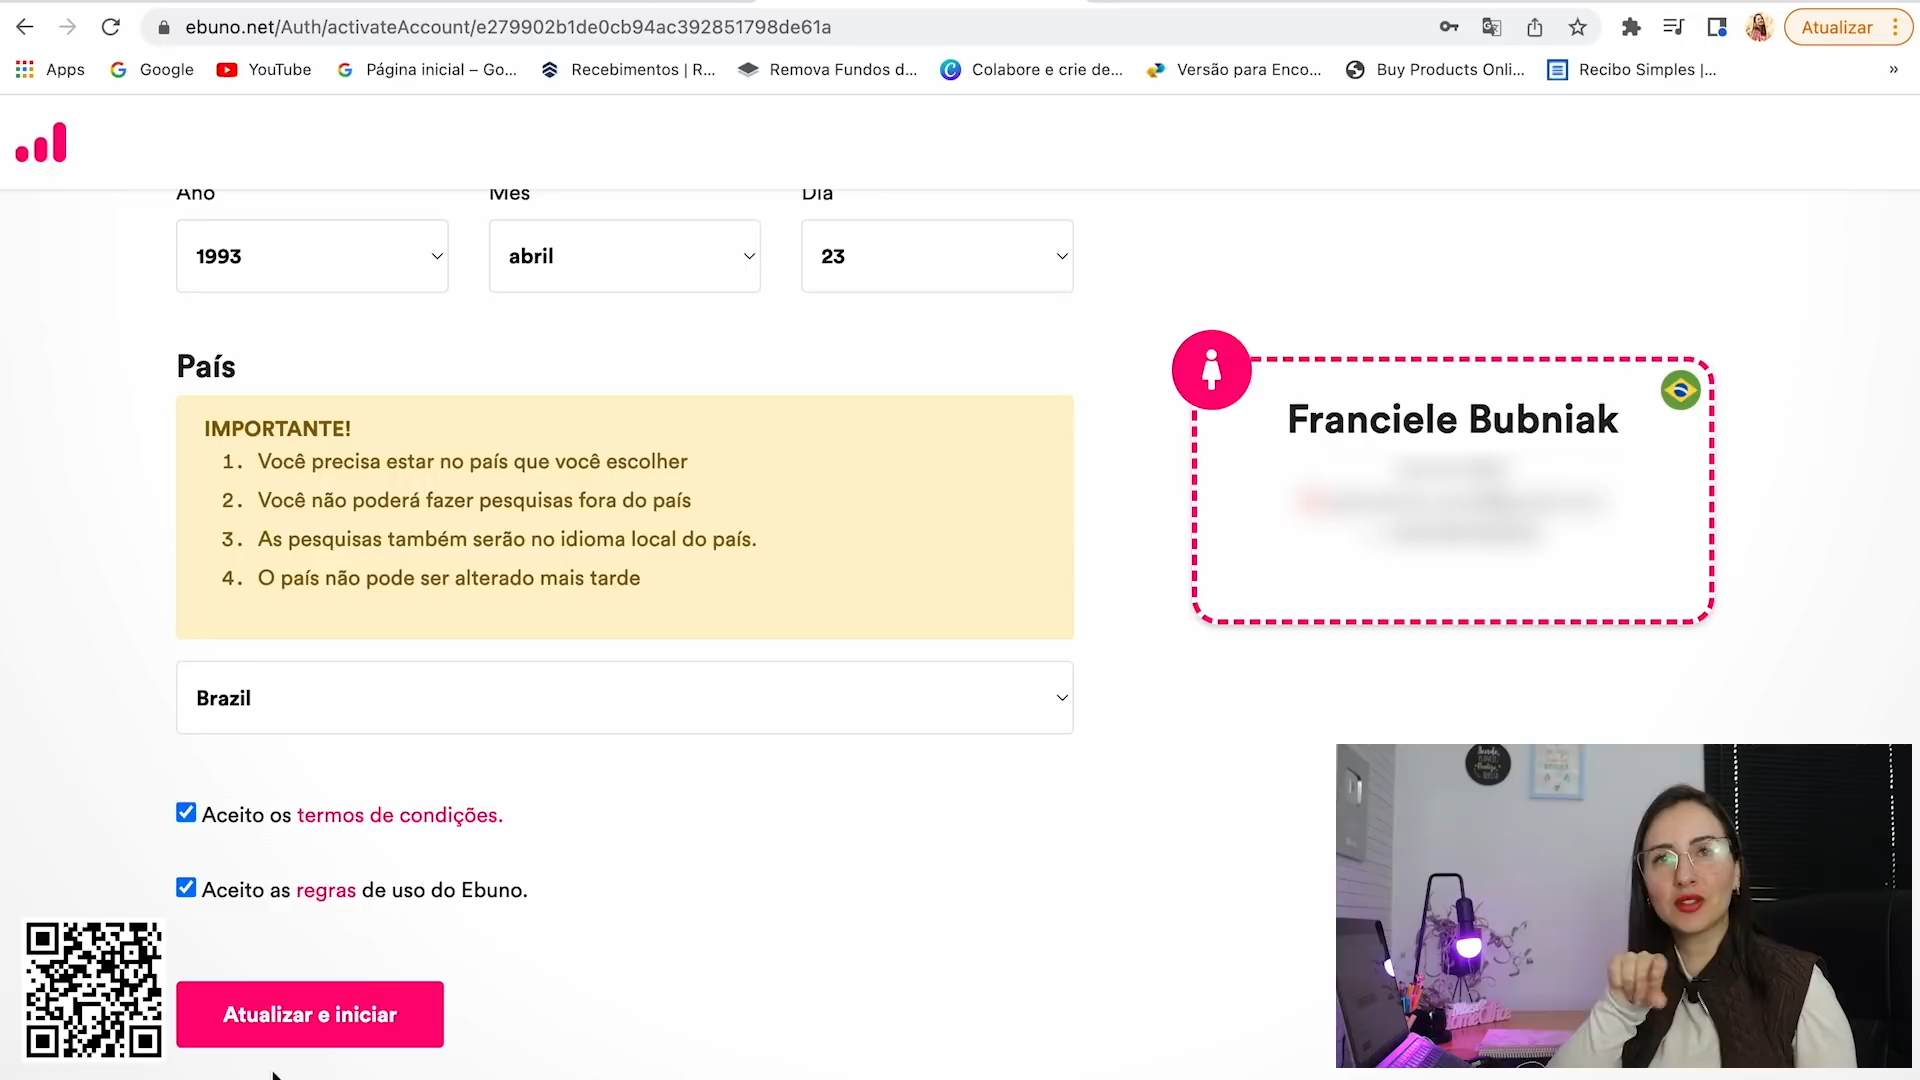 ebuno.net/Auth/activateAccount/e279902b1de0cb94ac392851798de61a
Atualizar
Apps
Google
YouTube
Página inicial – Go...
Recebimentos | R...
Remova Fundos d...
Colabore e crie de...
Versão para Enco...
Buy Products Onli...
Recibo Simples |...
»
Ano
Mês
Dia
1993
abril
23
País
IMPORTANTE!
1. Você precisa estar no país que você escolher
2. Você não poderá fazer pesquisas fora do país
3. As pesquisas também serão no idioma local do país.
4. O país não pode ser alterado mais tarde
Franciele Bubniak
Brazil
Aceito os termos de condições.
Aceito as regras de uso do Ebuno.
Atualizar e iniciar